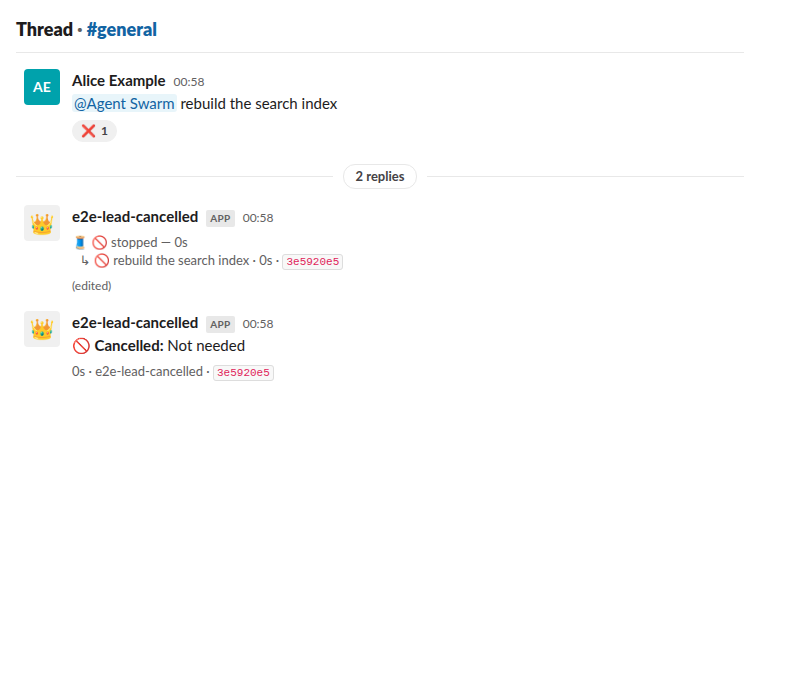 Thread • #general
AE
Alice Example 00:58
@Agent Swarm rebuild the search index
❌ 1
2 replies
e2e-lead-cancelled APP 00:58
🧵 🚫 stopped — 0s
↳ 🚫 rebuild the search index · 0s · 3e5920e5
(edited)
e2e-lead-cancelled APP 00:58
🚫 Cancelled: Not needed
0s · e2e-lead-cancelled · 3e5920e5